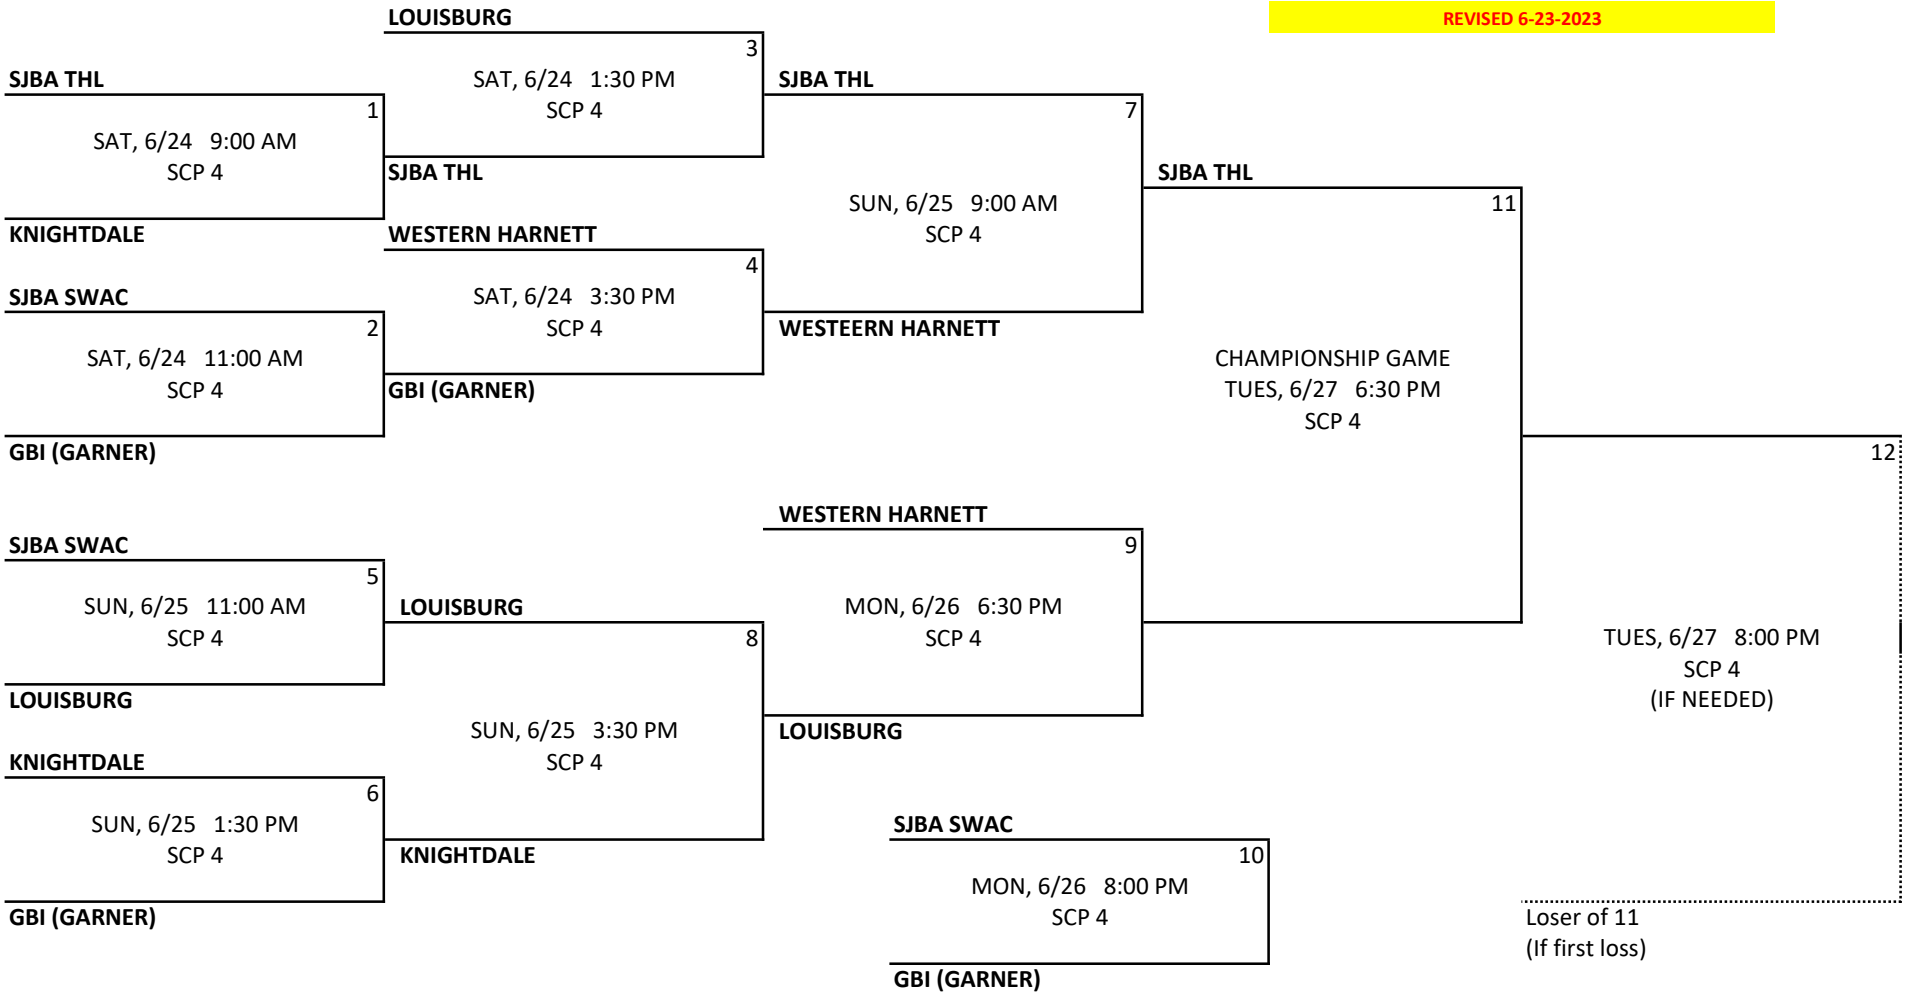 LOUISBURG
REVISED 6-23-2023
3
SJBA THL
SAT, 6/24   1:30 PM
SCP 4
SJBA THL
1
SAT, 6/24   9:00 AM
SCP 4
7
SJBA THL
SJBA THL
KNIGHTDALE
WESTERN HARNETT
SUN, 6/25   9:00 AM
SCP 4
11
4
SJBA SWAC
SAT, 6/24   3:30 PM
SCP 4
2
SAT, 6/24   11:00 AM
SCP 4
WESTEERN HARNETT
GBI (GARNER)
CHAMPIONSHIP GAME
TUES, 6/27   6:30 PM
SCP 4
GBI (GARNER)
12
WESTERN HARNETT
9
SJBA SWAC
5
SUN, 6/25   11:00 AM
SCP 4
LOUISBURG
8
MON, 6/26   6:30 PM
SCP 4
TUES, 6/27   8:00 PM
SCP 4
(IF NEEDED)
LOUISBURG
SUN, 6/25   3:30 PM
SCP 4
LOUISBURG
KNIGHTDALE
6
SUN, 6/25   1:30 PM
SCP 4
SJBA SWAC
KNIGHTDALE
10
MON, 6/26   8:00 PM
SCP 4
GBI (GARNER)
Loser of 11
(If first loss)
GBI (GARNER)